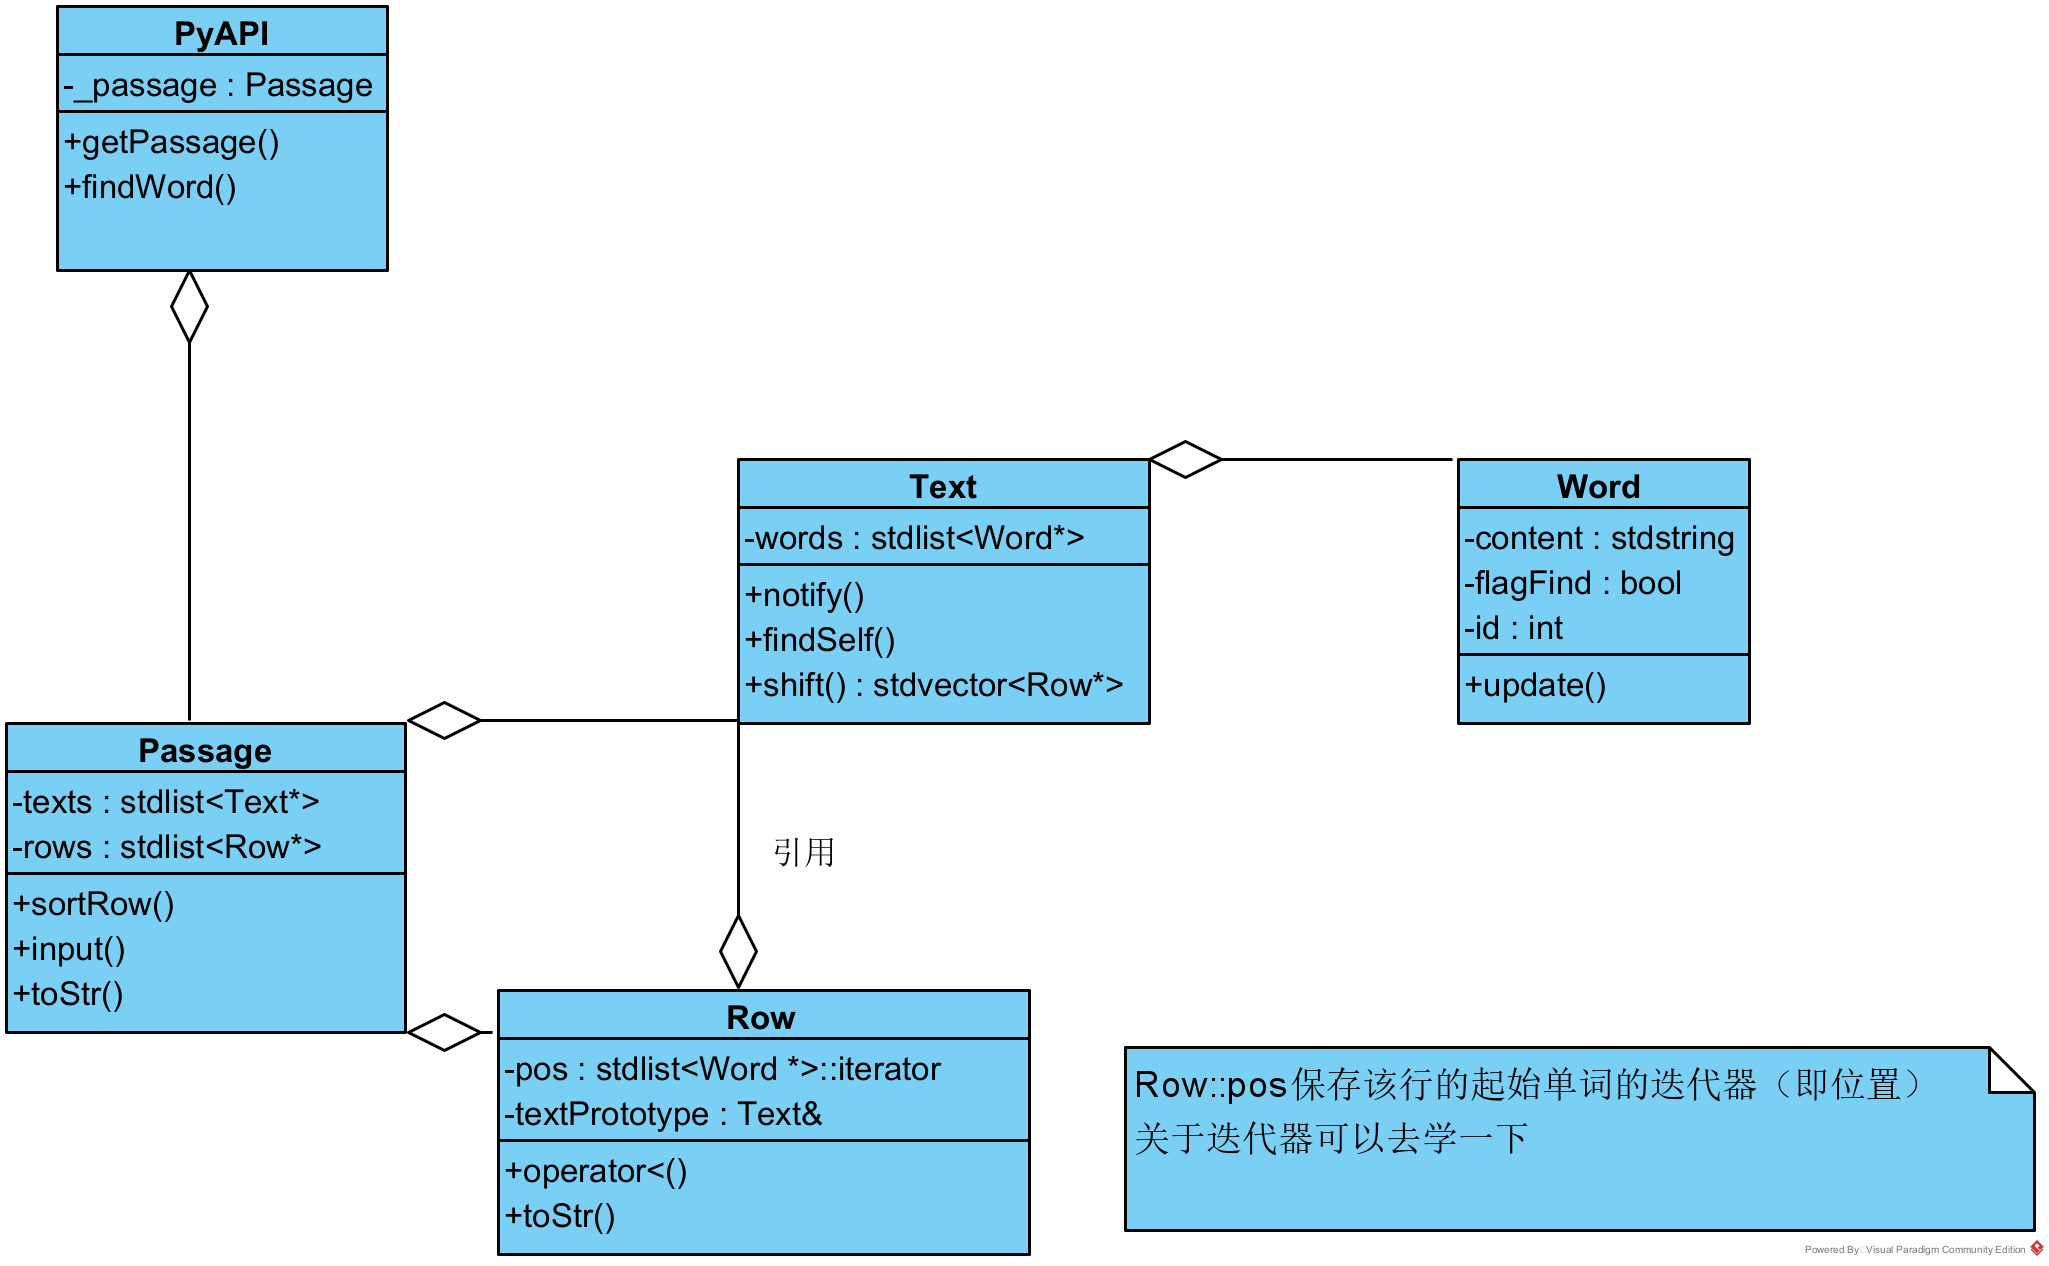 PyAPI
-_passage : Passage
+getPassage()
+findWord()
Text
-words : stdlist<Word*>
+notify()
+findSelf()
+shift() : stdvector<Row*>
Word
-content : stdstring
-flagFind : bool
-id : int
+update()
Passage
-texts : stdlist<Text*>
-rows : stdlist<Row*>
+sortRow()
+input()
+toStr()
引用
Row
-pos : stdlist<Word *>::iterator
-textPrototype : Text&
+operator<()
+toStr()
Row::pos保存该行的起始单词的迭代器（即位置）
关于迭代器可以去学一下
Powered By Visual Paradigm Community Edition